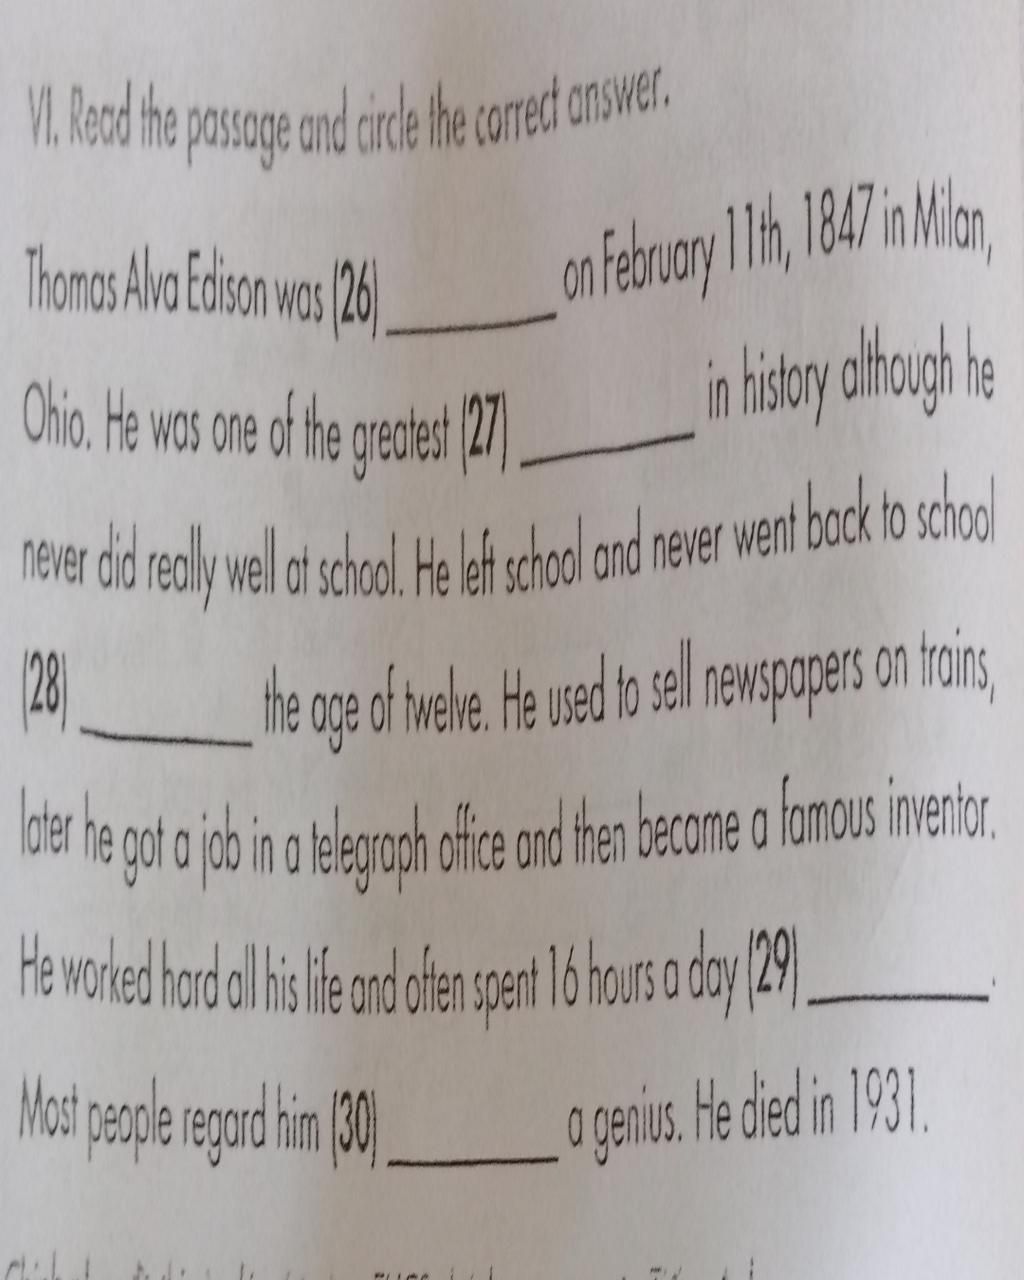 VI. Read the passage and circle the correct answer.
Thomas Alva Edison was (26) ________ on February 11th, 1847 in Milan,
Ohio. He was one of the greatest (27) ________ in history although he
never did really well at school. He left school and never went back to school
(28) ________ the age of twelve. He used to sell newspapers on trains,
later he got a job in a telegraph office and then became a famous inventor.
He worked hard all his life and often spent 16 hours a day (29) ________.
Most people regard him (30) ________ a genius. He died in 1931.